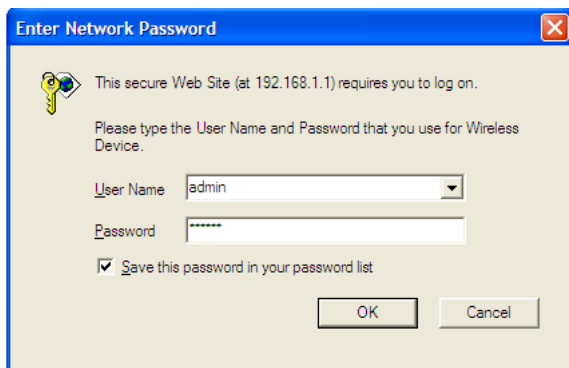 Enter Network Password
This secure Web Site (at 192.168.1.1) requires you to log on.
Please type the User Name and Password that you use for Wireless
Device.
User Name admin
Password ******
Save this password in your password list
OK Cancel